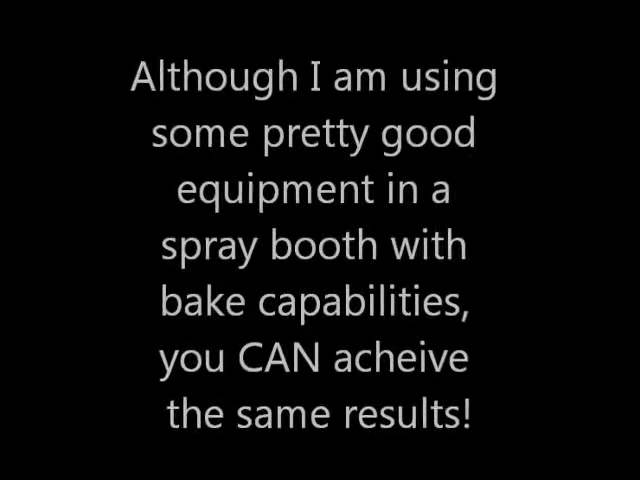 Although I am using
some pretty good
equipment in a
spray booth with
bake capabilities,
you CAN acheive
the same results!